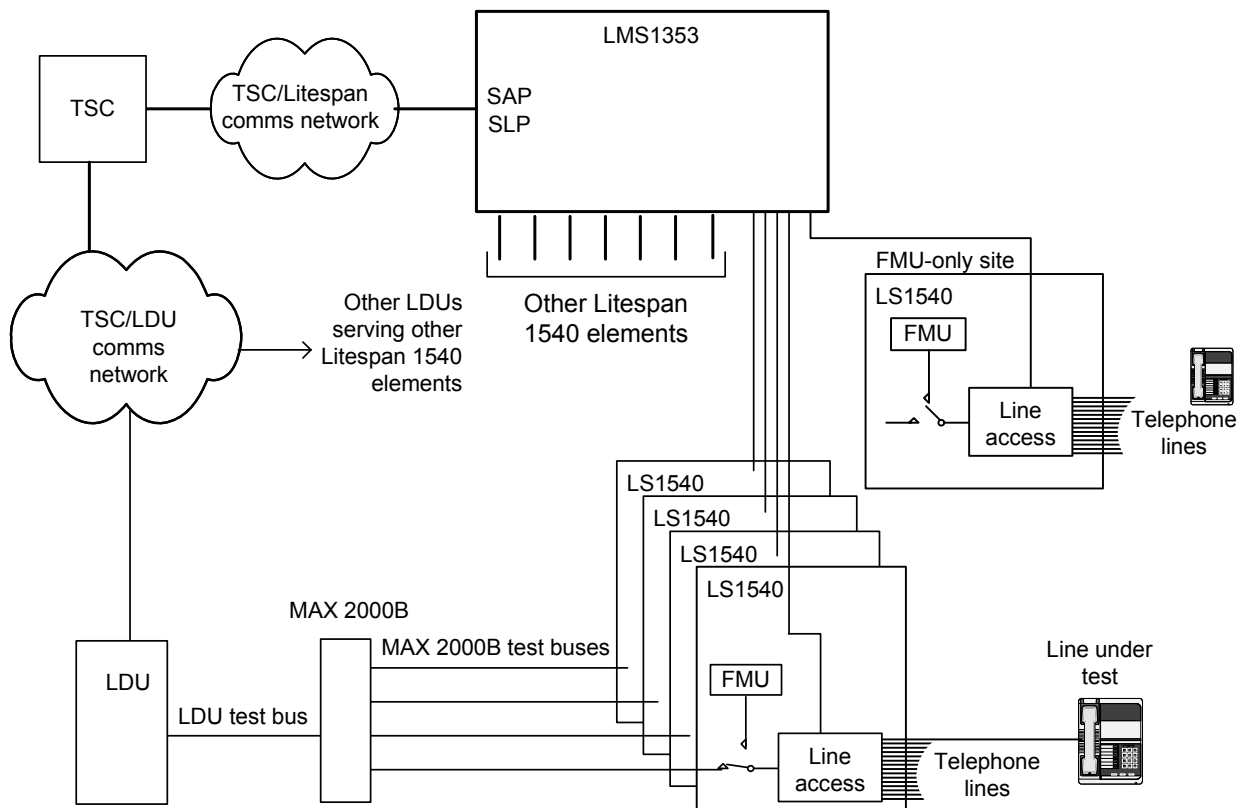 LMS1353
TSC
TSC/Litespan
comms network
SAP
SLP
FMU-only site
LS1540
FMU
Line
access
Telephone
lines
TSC/LDU
comms
network
Other LDUs
serving other
Litespan 1540
elements
Other Litespan
1540 elements
LS1540
LS1540
LS1540
LS1540
MAX 2000B
MAX 2000B test buses
LDU
LDU test bus
FMU
Line
access
Telephone
lines
Line under
test